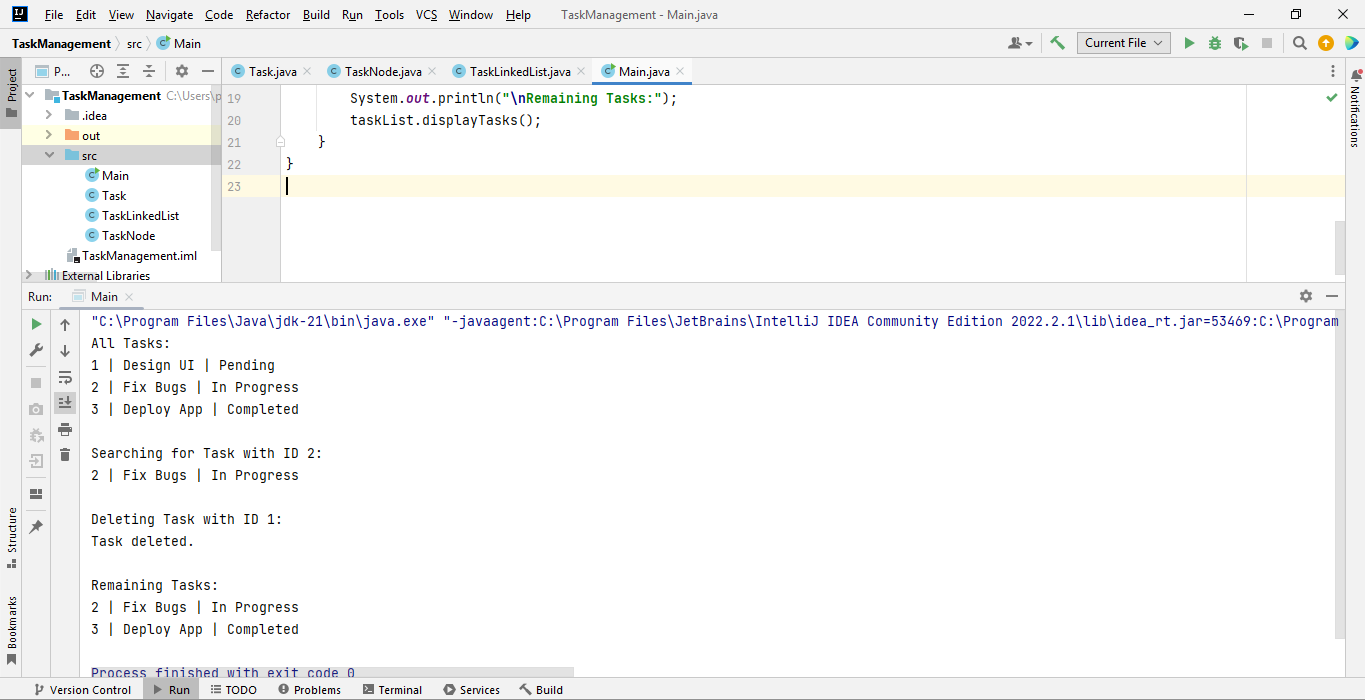 File Edit View Navigate Code Refactor Build Run Tools VCS Window Help TaskManagement - Main.java
TaskManagement src Main Current File
Project
P...
Task.java TaskNode.java TaskLinkedList.java Main.java
TaskManagement C:\Users\p
.idea
out
src
Main
Task
TaskLinkedList
TaskNode
TaskManagement.iml
External Libraries
19 System.out.println("\nRemaining Tasks:");
20 taskList.displayTasks();
21 }
22 }
23
Notifications
Run: Main
"C:\Program Files\Java\jdk-21\bin\java.exe" "-javaagent:C:\Program Files\JetBrains\IntelliJ IDEA Community Edition 2022.2.1\lib\idea_rt.jar=53469:C:\Program
All Tasks:
1 | Design UI | Pending
2 | Fix Bugs | In Progress
3 | Deploy App | Completed
Searching for Task with ID 2:
2 | Fix Bugs | In Progress
Deleting Task with ID 1:
Task deleted.
Remaining Tasks:
2 | Fix Bugs | In Progress
3 | Deploy App | Completed
Process finished with exit code 0
Structure
Bookmarks
Version Control Run TODO Problems Terminal Services Build